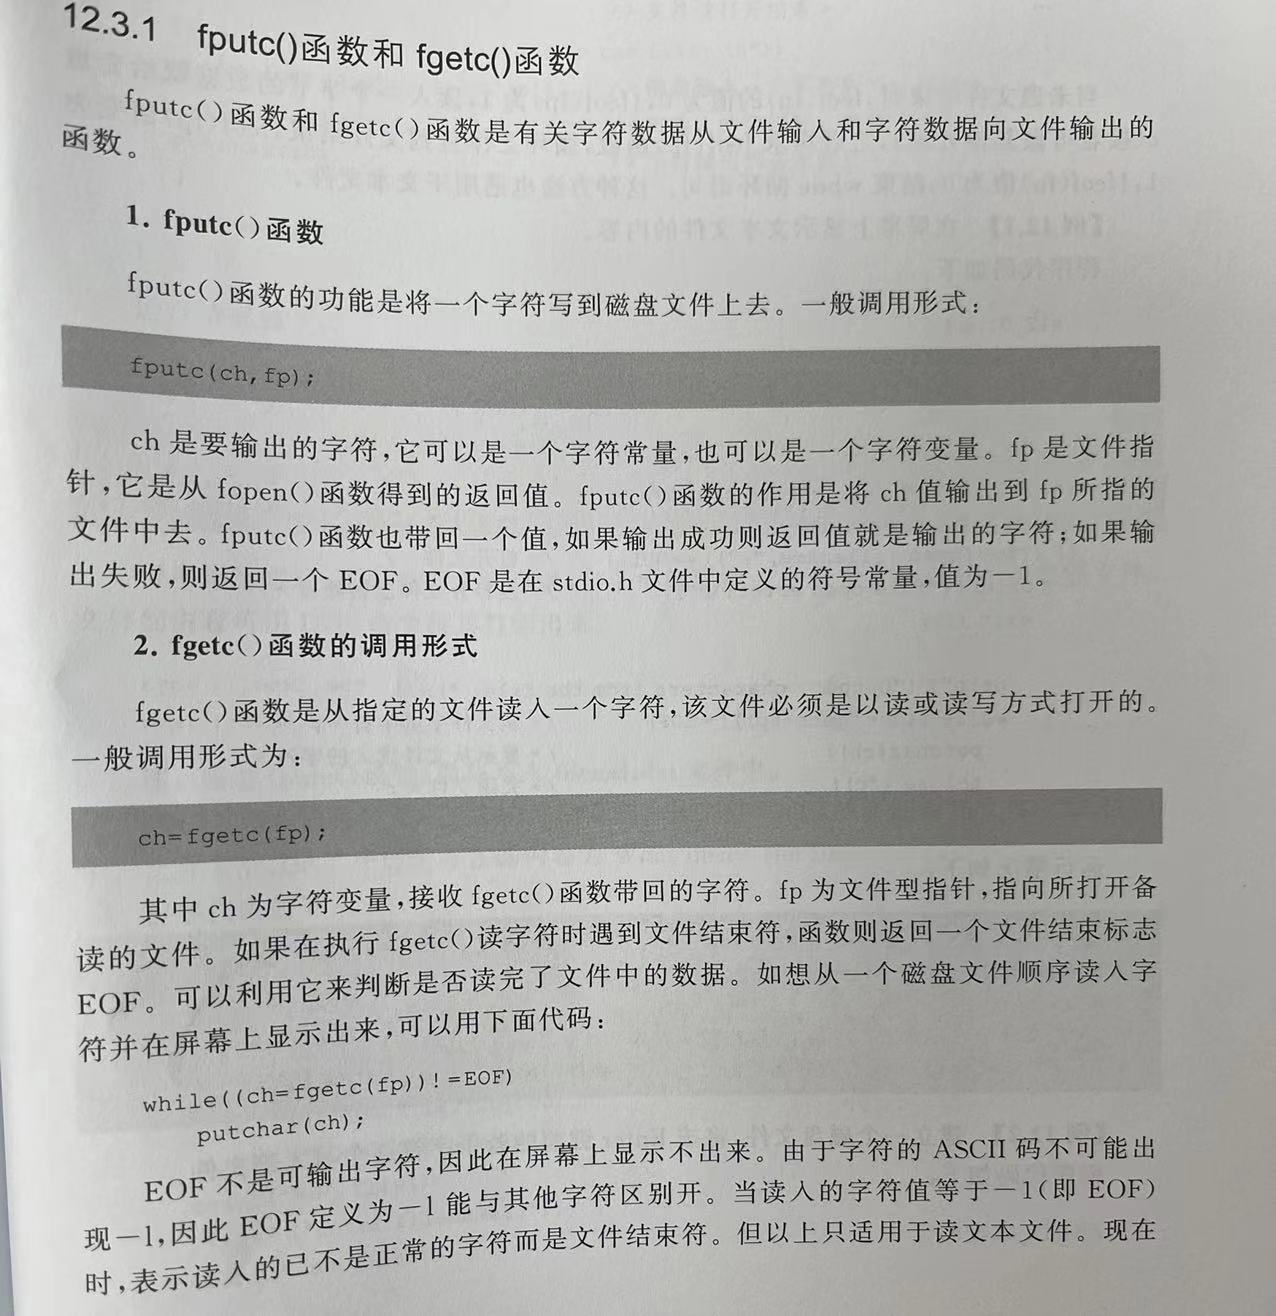 12.3.1 fputc()函数和 fgetc()函数
fputc()函数和 fgetc()函数是有关字符数据从文件输入和字符数据向文件输出的
函数。
1. fputc()函数
fputc()函数的功能是将一个字符写到磁盘文件上去。一般调用形式：
fputc(ch,fp);
ch 是要输出的字符,它可以是一个字符常量,也可以是一个字符变量。fp 是文件指
针,它是从 fopen()函数得到的返回值。fputc()函数的作用是将 ch 值输出到 fp 所指的
文件中去。fputc()函数也带回一个值,如果输出成功则返回值就是输出的字符;如果输
出失败,则返回一个 EOF。EOF 是在 stdio.h 文件中定义的符号常量,值为－1。
2. fgetc()函数的调用形式
fgetc()函数是从指定的文件读入一个字符,该文件必须是以读或读写方式打开的。
一般调用形式为：
ch=fgetc(fp);
其中 ch 为字符变量,接收 fgetc()函数带回的字符。fp 为文件型指针,指向所打开备
读的文件。如果在执行 fgetc()读字符时遇到文件结束符,函数则返回一个文件结束标志
EOF。可以利用它来判断是否读完了文件中的数据。如想从一个磁盘文件顺序读入字
符并在屏幕上显示出来,可以用下面代码：
while((ch=fgetc(fp))!=EOF)
putchar(ch);
EOF 不是可输出字符,因此在屏幕上显示不出来。由于字符的 ASCII 码不可能出
现－1,因此 EOF 定义为－1 能与其他字符区别开。当读入的字符值等于－1(即 EOF)
时,表示读入的已不是正常的字符而是文件结束符。但以上只适用于读文本文件。现在